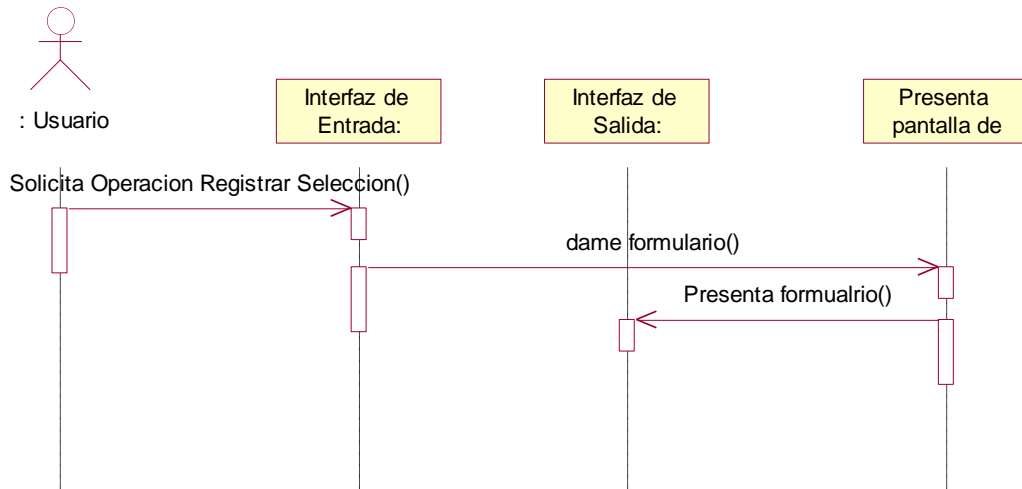 : Usuario
Interfaz de
Entrada:
Interfaz de
Salida:
Presenta
pantalla de
Solicita Operacion Registrar Seleccion()
dame formulario()
Presenta formualrio()